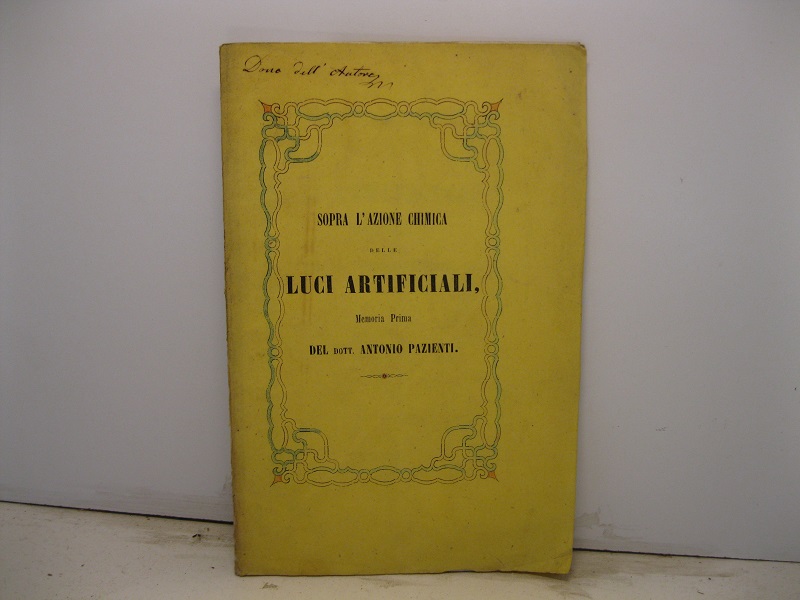 Dono dell' Autore
SOPRA L'AZIONE CHIMICA
DELLE
LUCI ARTIFICIALI,
Memoria Prima
DEL DOTT. ANTONIO PAZIENTI.